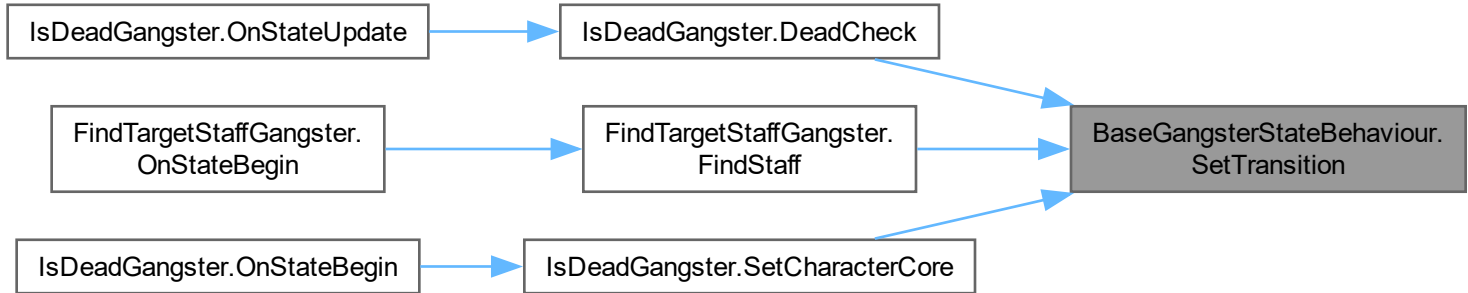 IsDeadGangster.OnStateUpdate
IsDeadGangster.DeadCheck
FindTargetStaffGangster.
OnStateBegin
FindTargetStaffGangster.
FindStaff
BaseGangsterStateBehaviour.
SetTransition
IsDeadGangster.OnStateBegin
IsDeadGangster.SetCharacterCore